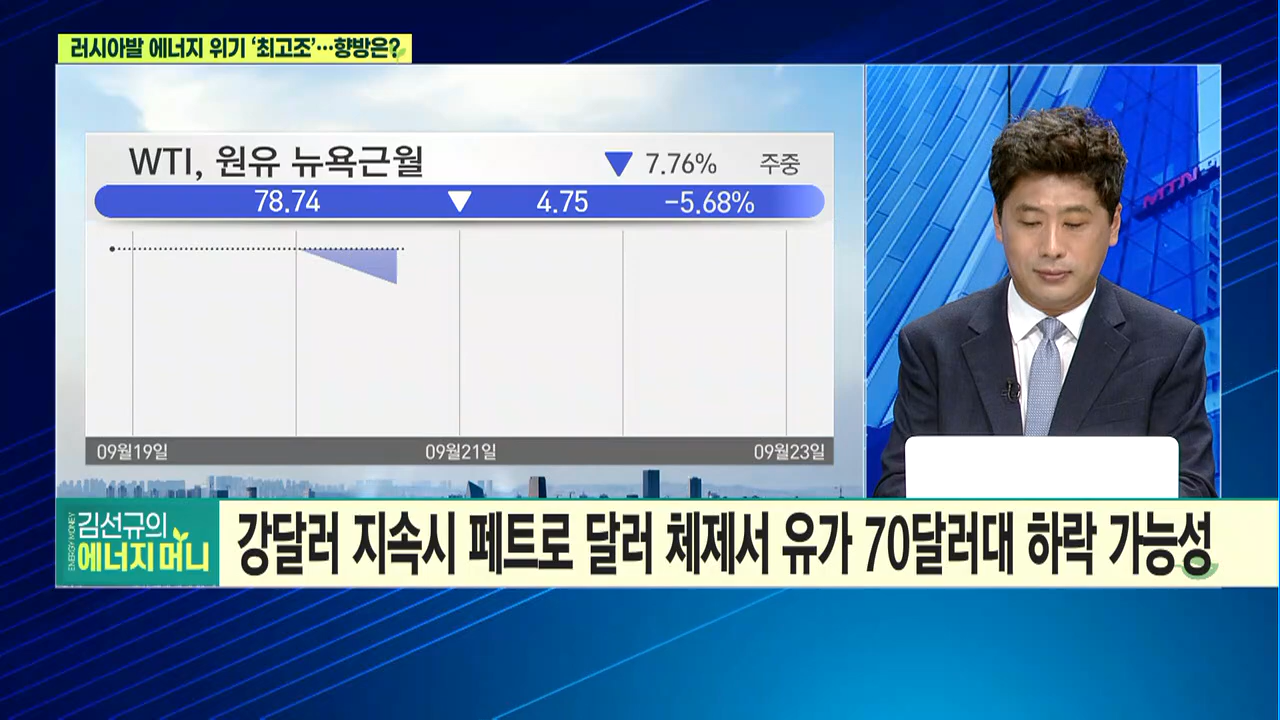 러시아발 에너지 위기 '최고조'…향방은?
WTI, 원유 뉴욕근월 ▼ 7.76% 주중
78.74 ▼ 4.75 -5.68%
09월19일 09월21일 09월23일
MTN
김선규의
ENERGY MONEY
에너지 머니
강달러 지속시 페트로 달러 체제서 유가 70달러대 하락 가능성